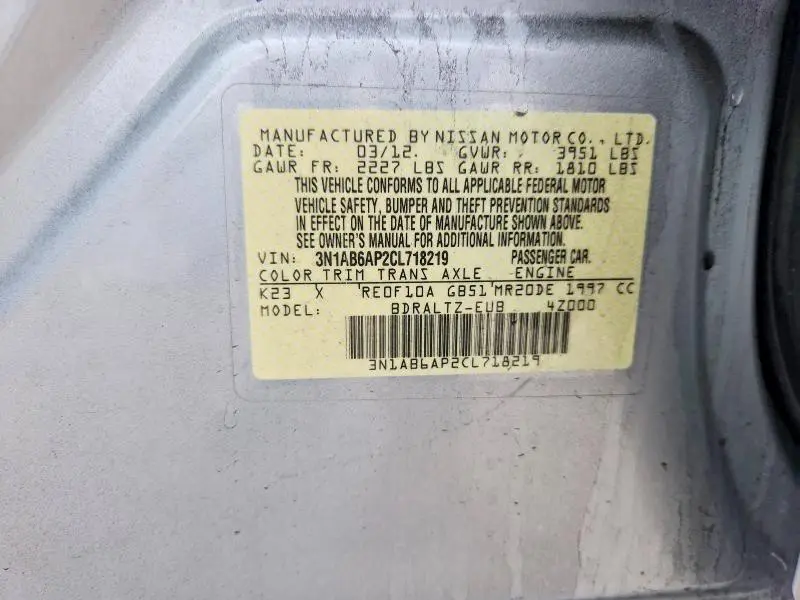 MANUFACTURED BY NISSAN MOTOR CO., LTD.
DATE: 03/12. GVWR: 3951 LBS
GAWR FR: 2227 LBS GAWR RR: 1810 LBS
THIS VEHICLE CONFORMS TO ALL APPLICABLE FEDERAL MOTOR
VEHICLE SAFETY, BUMPER AND THEFT PREVENTION STANDARDS
IN EFFECT ON THE DATE OF MANUFACTURE SHOWN ABOVE.
SEE OWNER'S MANUAL FOR ADDITIONAL INFORMATION.
VIN: 3N1AB6AP2CL718219 PASSENGER CAR.
COLOR TRIM TRANS AXLE ENGINE
K23 X RE0F10A GB51 MR20DE 1997 CC
MODEL: BDRALTZ-EUB 4Z000
3N1AB6AP2CL718219